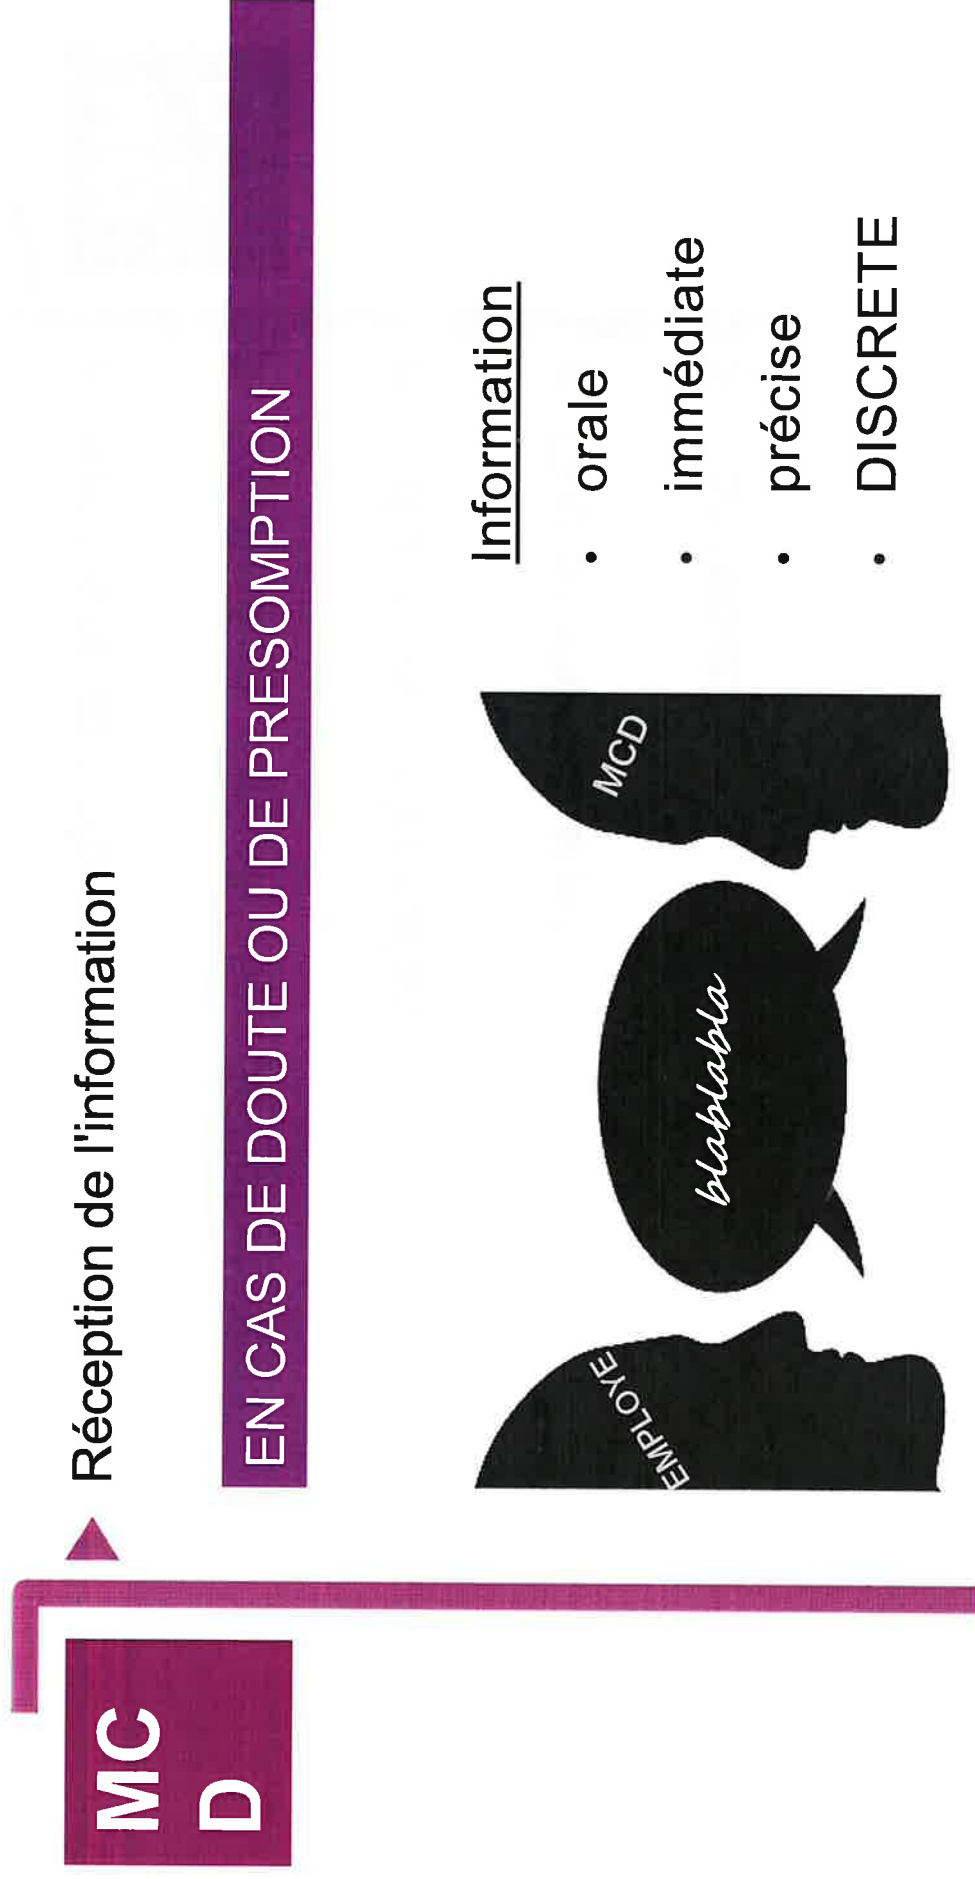 MC
D
Réception de l'information
EN CAS DE DOUTE OU DE PRESOMPTION
EMPLOYE
blablabla
MCD
Information
• orale
• immédiate
• précise
• DISCRETE